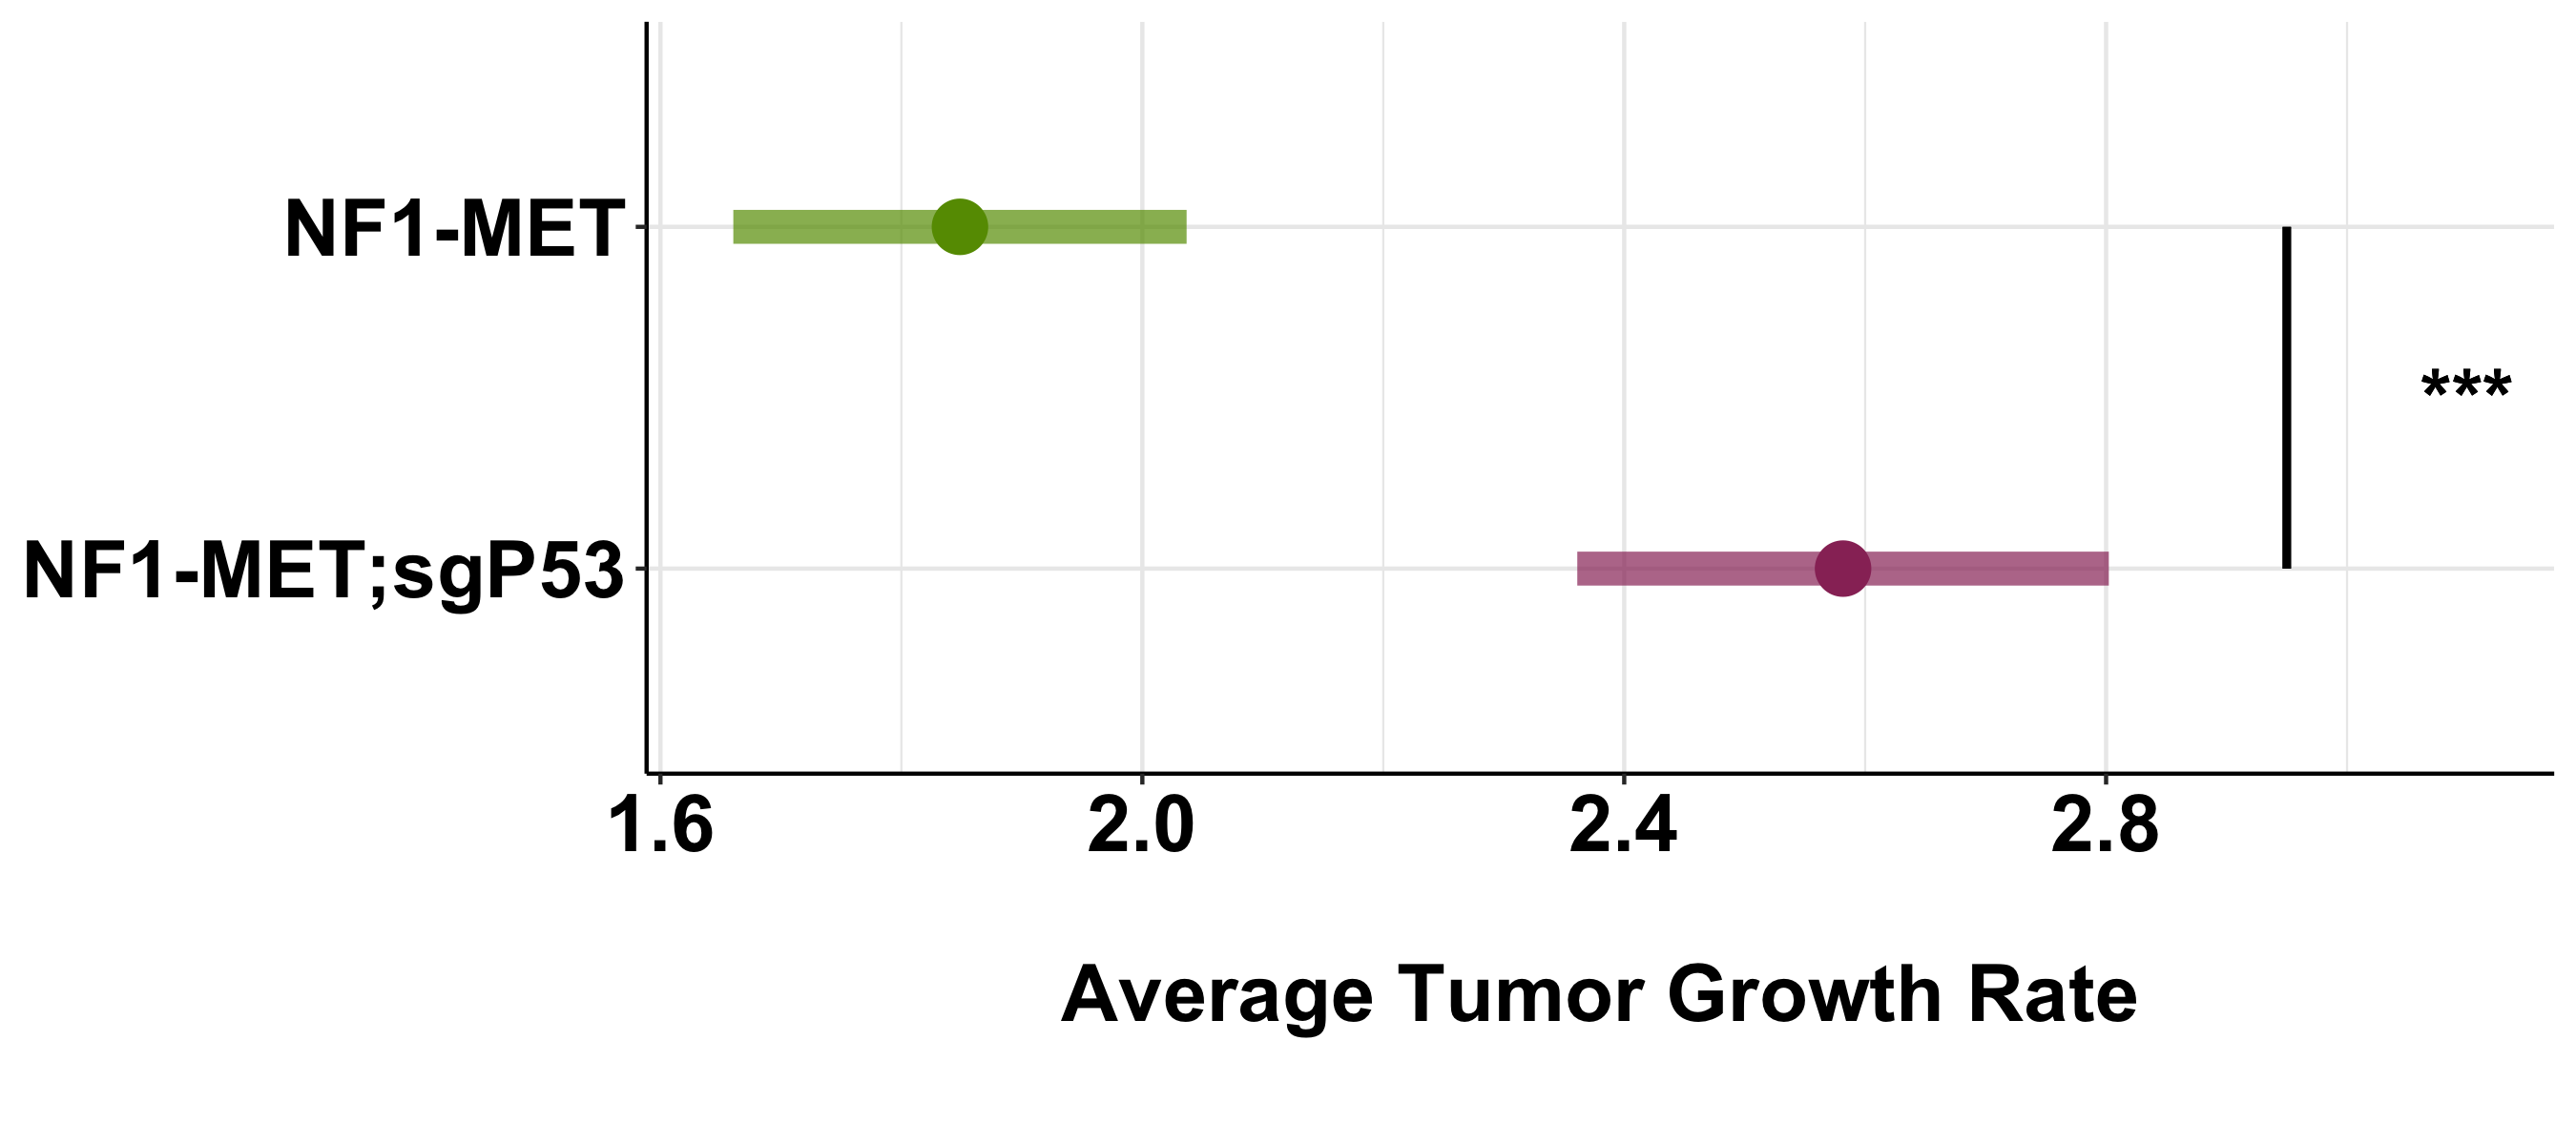 NF1-MET
***
NF1-MET;sgP53
1.6 2.0 2.4 2.8
Average Tumor Growth Rate